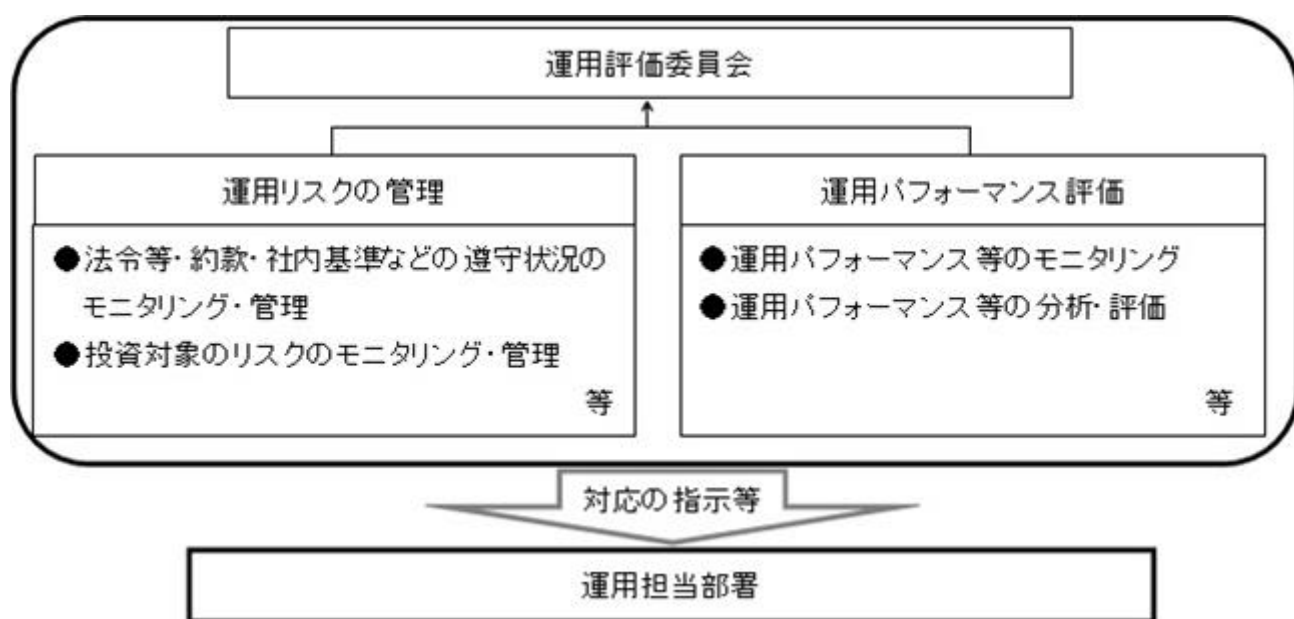 運用評価委員会
運用リスクの管理
●法令等・約款・社内基準などの遵守状況の
モニタリング・管理
●投資対象のリスクのモニタリング・管理
等
運用パフォーマンス評価
●運用パフォーマンス等のモニタリング
●運用パフォーマンス等の分析・評価
等
対応の指示等
運用担当部署